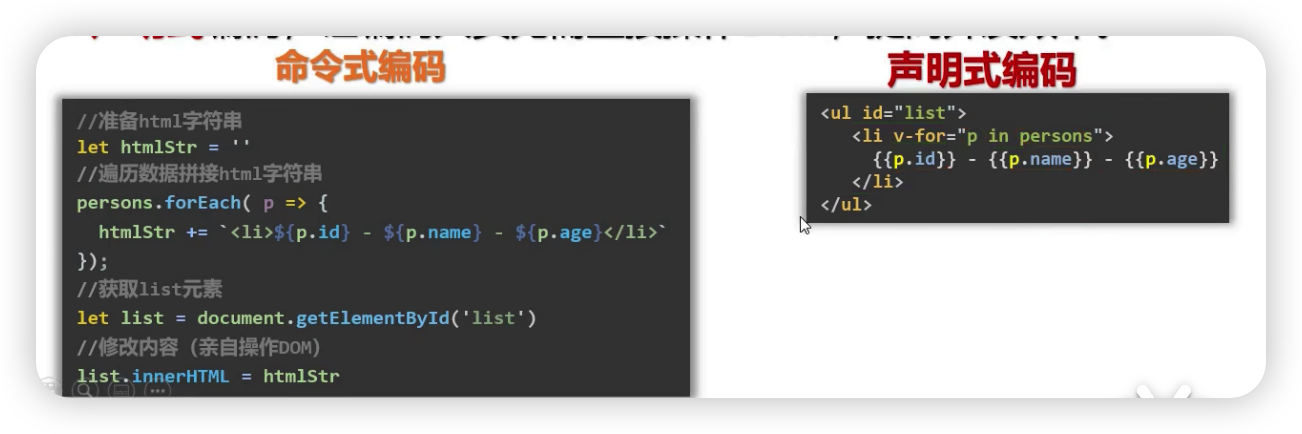 命令式编码
//准备html字符串
let htmlStr = ''
//遍历数据拼接html字符串
persons.forEach( p => {
  htmlStr += `<li>${p.id} - ${p.name} - ${p.age}</li>`
});
//获取list元素
let list = document.getElementById('list')
//修改内容（亲自操作DOM）
list.innerHTML = htmlStr
声明式编码
<ul id="list">
  <li v-for="p in persons">
    {{p.id}} - {{p.name}} - {{p.age}}
  </li>
</ul>